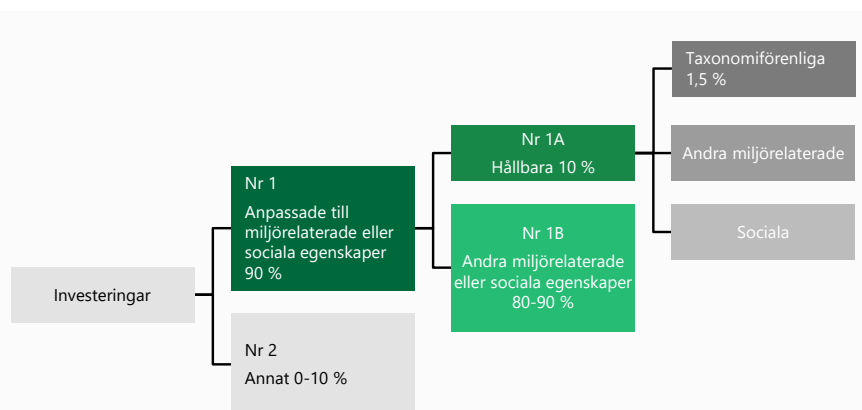 Investeringar
Nr 1
Anpassade till
miljörelaterade eller
sociala egenskaper
90 %
Nr 2
Annat 0-10 %
Nr 1A
Hållbara 10 %
Nr 1B
Andra miljörelaterade
eller sociala egenskaper
80-90 %
Taxonomiförenliga
1,5 %
Andra miljörelaterade
Sociala